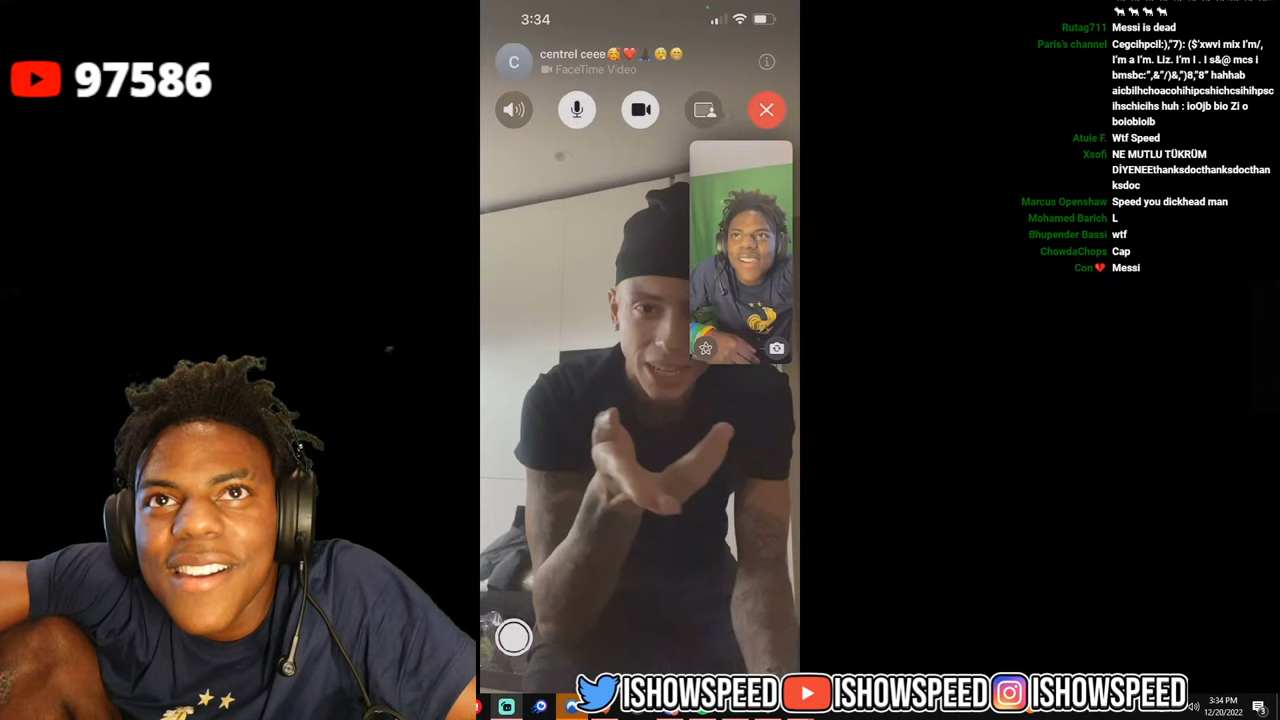 97586
3:34
C
centrel ceee🥰❤️🙏🏿😚😁
FaceTime Video
🐐 🐐 🐐 🐐
Rutag711 Messi is dead
Paris's channel Cegcihpcil:),“7): ($’xwvi mix I’m/,
I’m a I’m. Liz. I’m I . I s&@ mcs i
bmsbc:”,&“/)&,”)8,“8” hahhab
aicbilhchoacohihipcshichcsihihpsc
ihschicihs huh : ioOjb bio Zi o
boiobioib
Atuie F. Wtf Speed
Xsofi NE MUTLU TÜKRÜM
DİYENEEthanksdocthanksdocthan
ksdoc
Marcus Openshaw Speed you dickhead man
Mohamed Barich L
Bhupender Bassi wtf
ChowdaChops Cap
Con💔 Messi
ISHOWSPEED ISHOWSPEED ISHOWSPEED
3:34 PM
12/20/2022